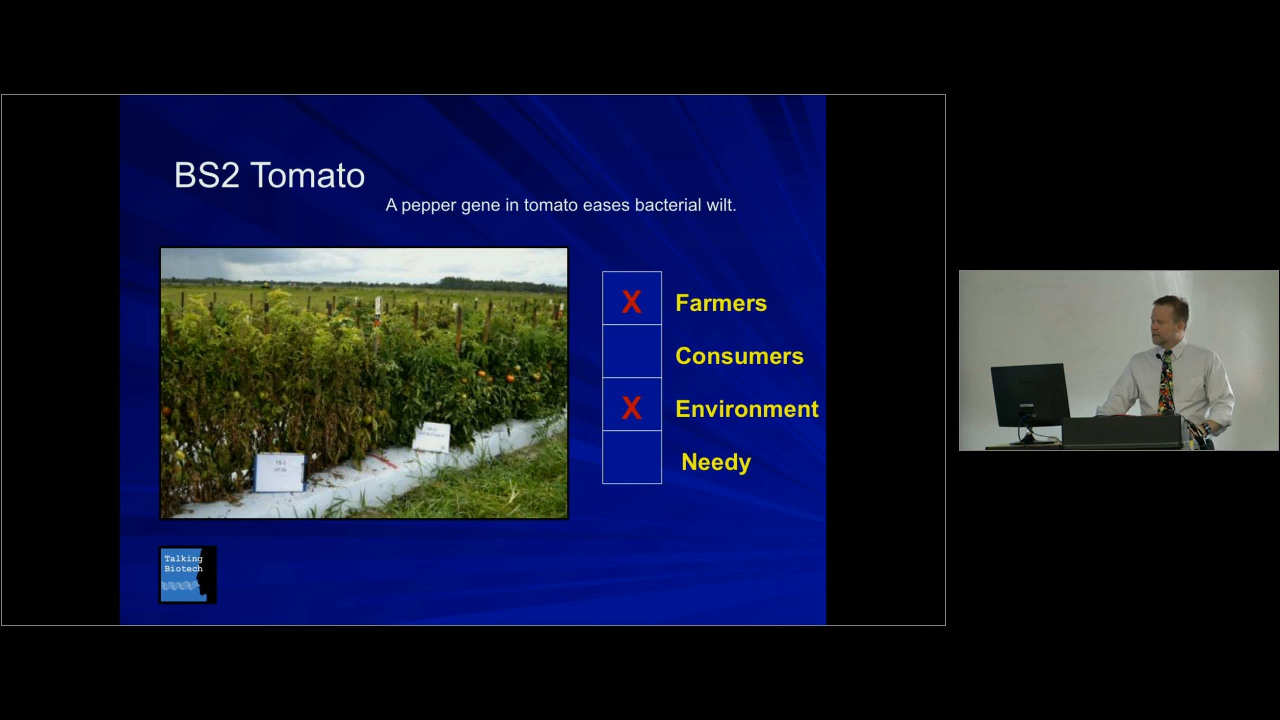 BS2 Tomato
A pepper gene in tomato eases bacterial wilt.
X Farmers
Consumers
X Environment
Needy
Talking
Biotech